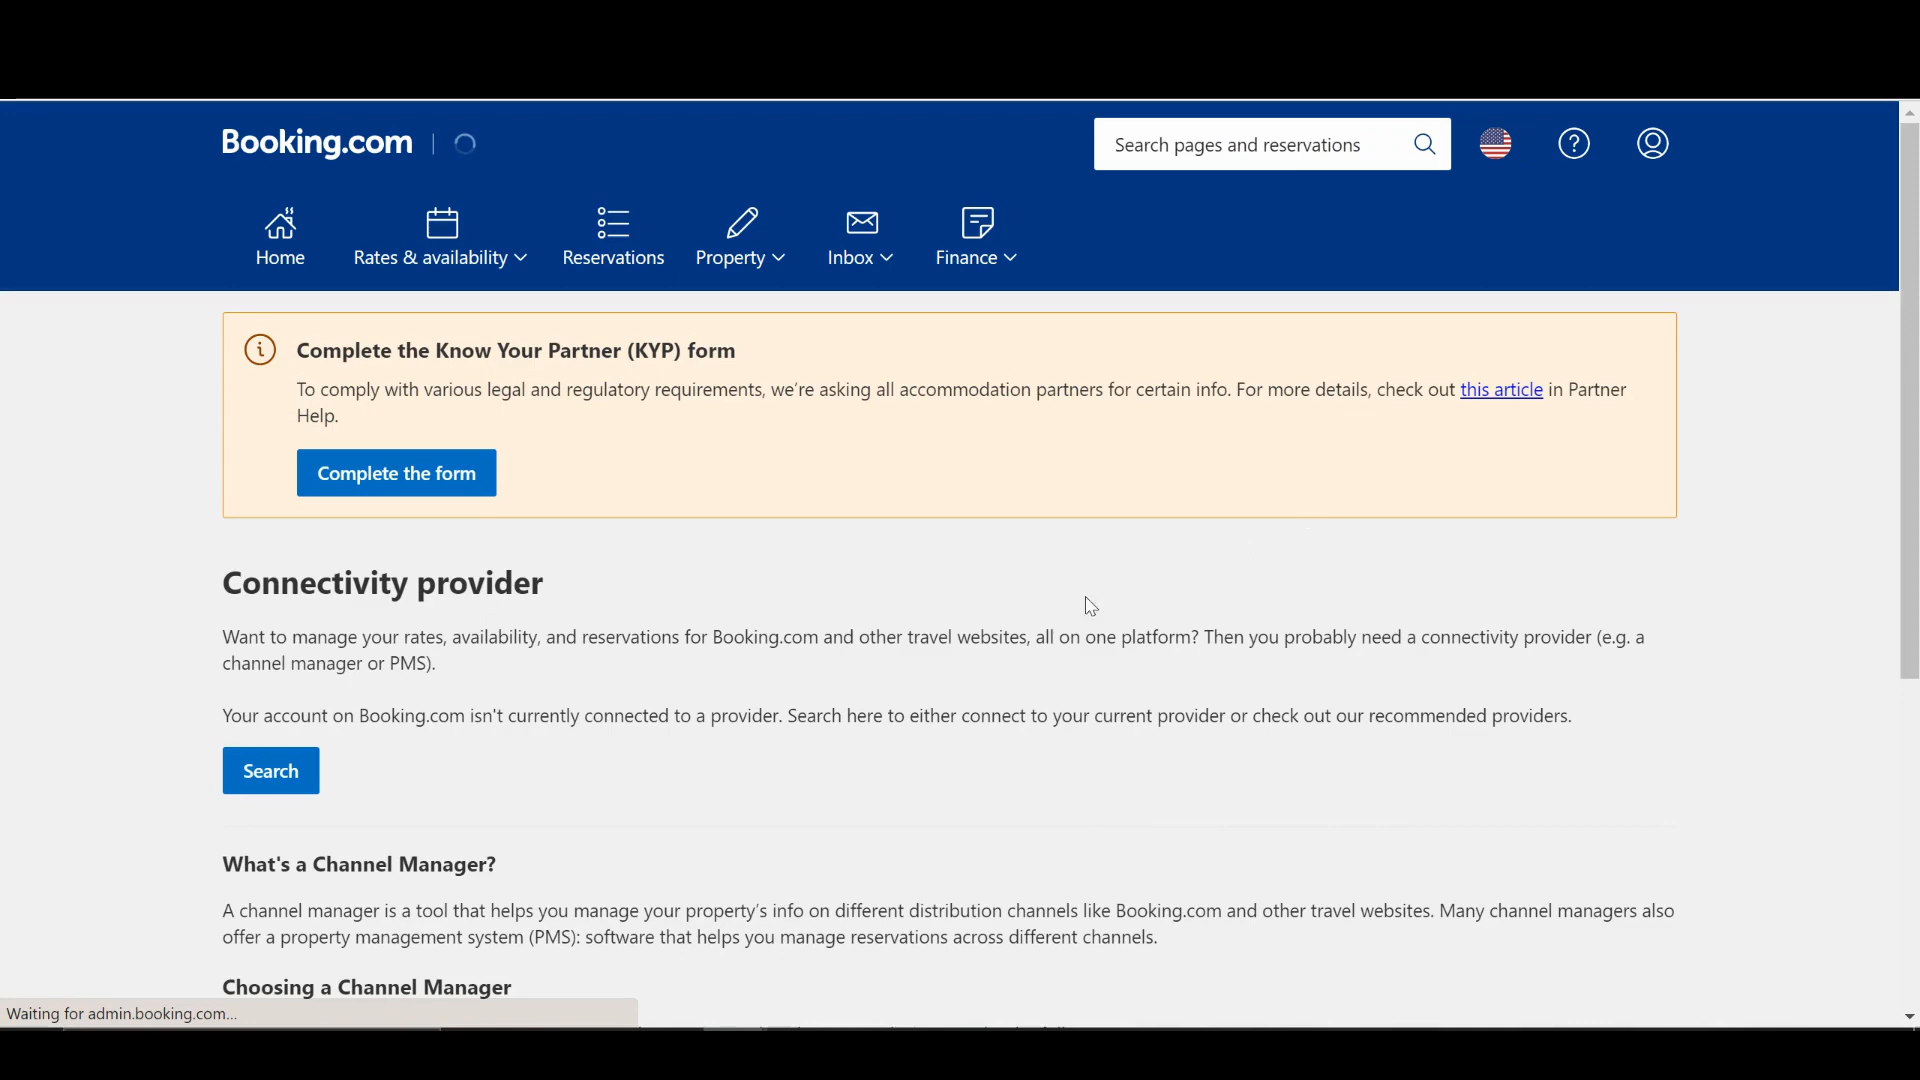 Booking.com
Search pages and reservations
Home
Rates & availability
Reservations
Property
Inbox
Finance
Complete the Know Your Partner (KYP) form
To comply with various legal and regulatory requirements, we're asking all accommodation partners for certain info. For more details, check out this article in Partner
Help.
Complete the form
Connectivity provider
Want to manage your rates, availability, and reservations for Booking.com and other travel websites, all on one platform? Then you probably need a connectivity provider (e.g. a
channel manager or PMS).
Your account on Booking.com isn't currently connected to a provider. Search here to either connect to your current provider or check out our recommended providers.
Search
What's a Channel Manager?
A channel manager is a tool that helps you manage your property's info on different distribution channels like Booking.com and other travel websites. Many channel managers also
offer a property management system (PMS): software that helps you manage reservations across different channels.
Choosing a Channel Manager
Waiting for admin.booking.com...